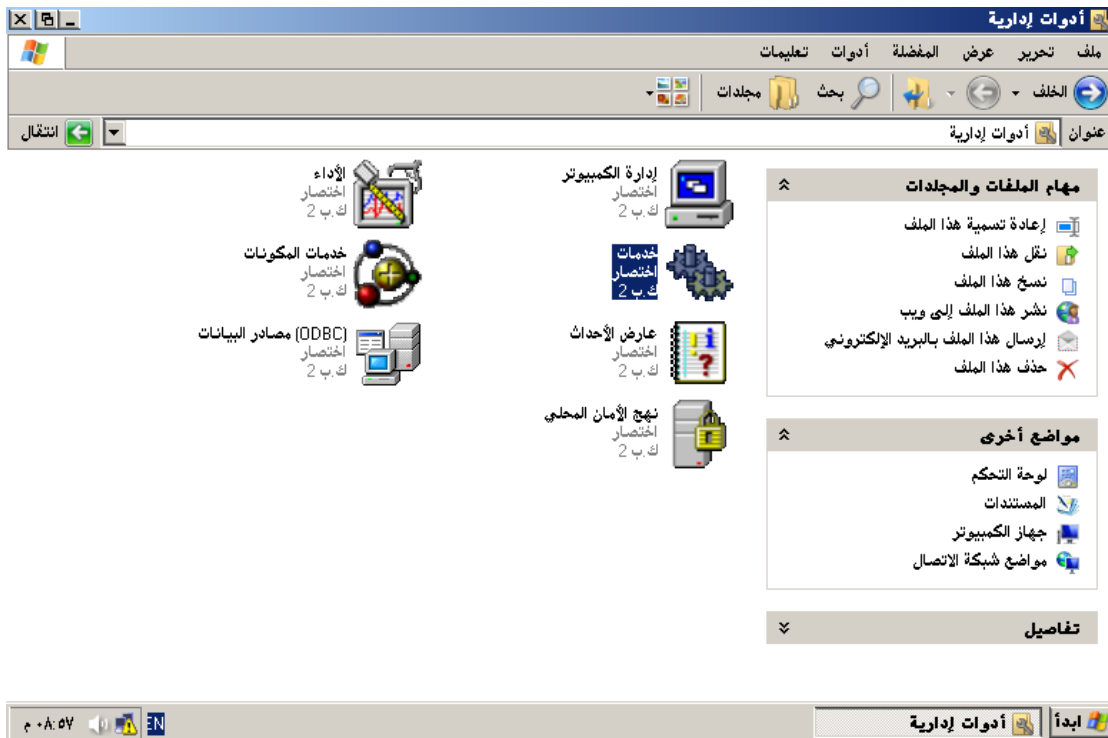 أدوات إدارية
ملف تحرير عرض المفضلة أدوات تعليمات
الخلف بحث مجلدات
عنوان أدوات إدارية انتقال
مهام الملفات والمجلدات
إعادة تسمية هذا الملف
نقل هذا الملف
نسخ هذا الملف
نشر هذا الملف إلى ويب
إرسال هذا الملف بالبريد الإلكتروني
حذف هذا الملف
مواضع أخرى
لوحة التحكم
المستندات
جهاز الكمبيوتر
مواضع شبكة الاتصال
تفاصيل
إدارة الكمبيوتر
اختصار
2 ك.ب
الأداء
اختصار
2 ك.ب
خدمات
اختصار
2 ك.ب
خدمات المكونات
اختصار
2 ك.ب
عارض الأحداث
اختصار
2 ك.ب
مصادر البيانات (ODBC)
اختصار
2 ك.ب
نهج الأمان المحلي
اختصار
2 ك.ب
ابدأ أدوات إدارية EN ٠٨:٥٧ م